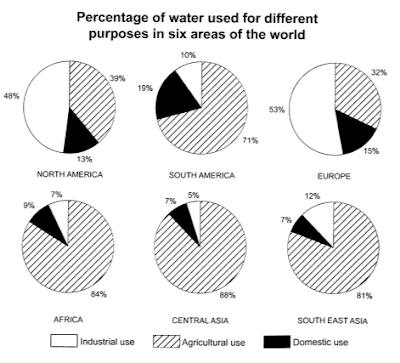 Percentage of water used for different
purposes in six areas of the world
48%
39%
13%
NORTH AMERICA
10%
19%
71%
SOUTH AMERICA
32%
53%
15%
EUROPE
7%
9%
84%
AFRICA
5%
7%
88%
CENTRAL ASIA
12%
7%
81%
SOUTH EAST ASIA
Industrial use
Agricultural use
Domestic use